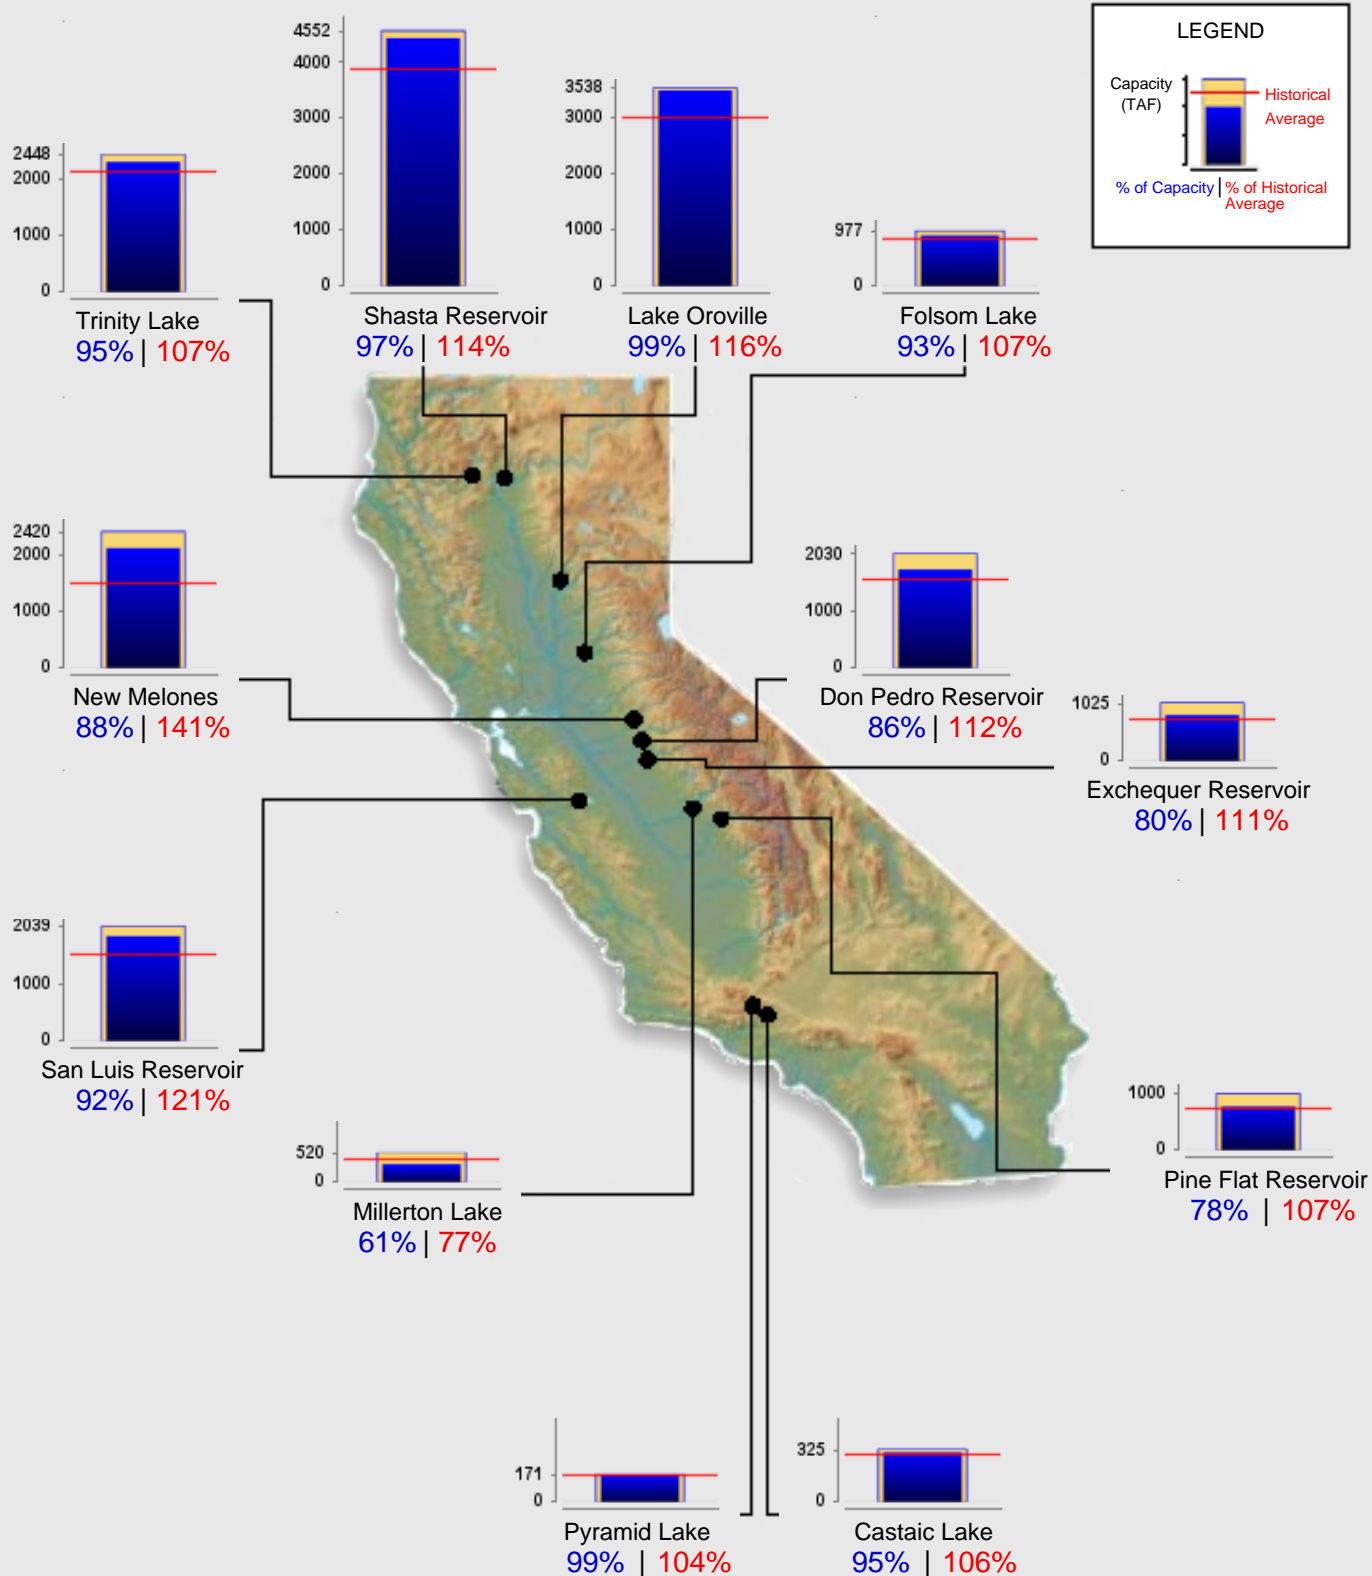 LEGEND
Capacity
(TAF)
Historical
Average
% of Capacity | % of Historical
Average
4552
4000
3000
2000
1000
0
Shasta Reservoir
97% | 114%
3538
3000
2000
1000
0
Lake Oroville
99% | 116%
2448
2000
1000
0
Trinity Lake
95% | 107%
977
0
Folsom Lake
93% | 107%
2420
2000
1000
0
New Melones
88% | 141%
2030
1000
0
Don Pedro Reservoir
86% | 112%
1025
0
Exchequer Reservoir
80% | 111%
2039
1000
0
San Luis Reservoir
92% | 121%
520
0
Millerton Lake
61% | 77%
1000
0
Pine Flat Reservoir
78% | 107%
171
0
Pyramid Lake
99% | 104%
325
0
Castaic Lake
95% | 106%